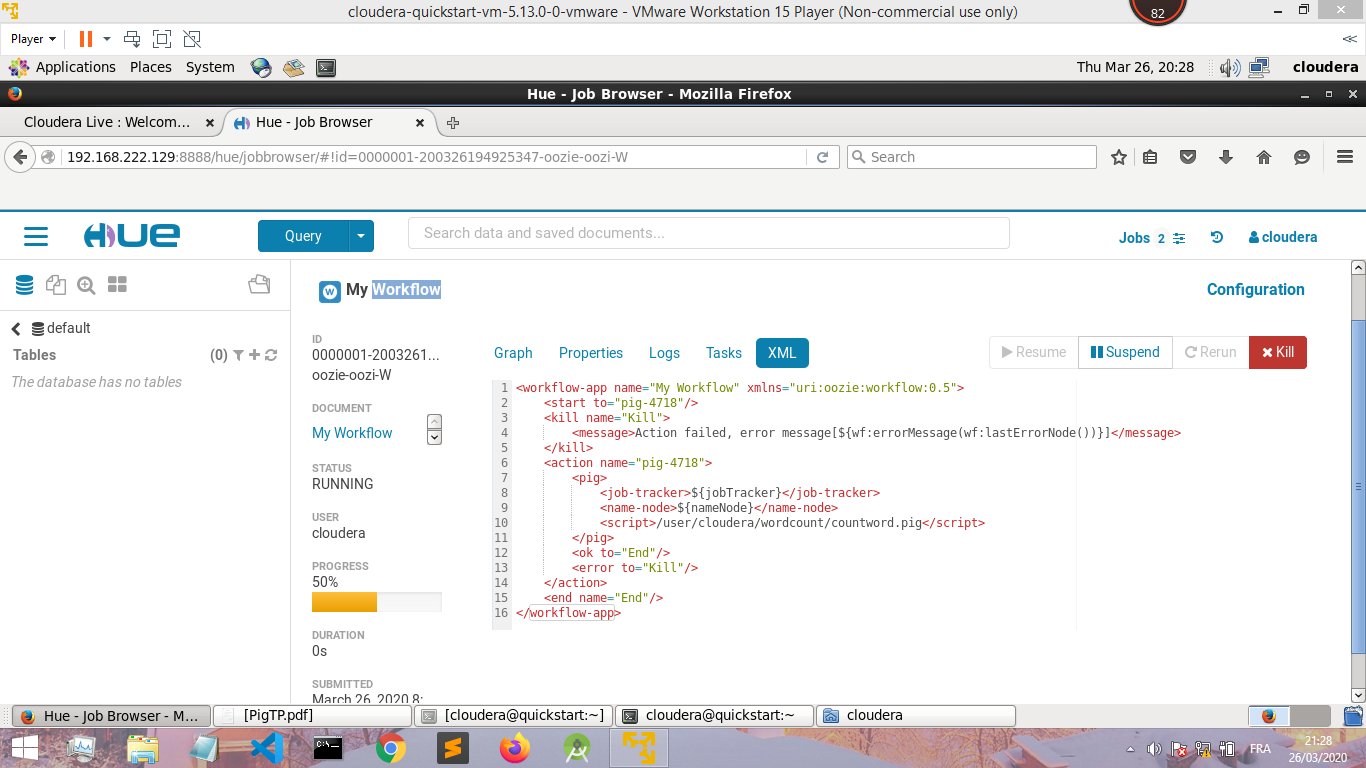 cloudera-quickstart-vm-5.13.0-0-vmware - VMware Workstation 15 Player (Non-commercial use only)
82
Player
Applications Places System
Thu Mar 26, 20:28
cloudera
Hue - Job Browser - Mozilla Firefox
Cloudera Live : Welcom...
Hue - Job Browser
192.168.222.129:8888/hue/jobbrowser/#!id=0000001-200326194925347-oozie-oozi-W
Search
HUE
Query
Search data and saved documents...
Jobs 2
cloudera
default
Tables
(0)
The database has no tables
My Workflow
Configuration
ID
0000001-2003261...
oozie-oozi-W
DOCUMENT
My Workflow
STATUS
RUNNING
USER
cloudera
PROGRESS
50%
DURATION
0s
SUBMITTED
March 26, 2020 8:
Graph Properties Logs Tasks XML
Resume Suspend Rerun Kill
1 <workflow-app name="My Workflow" xmlns="uri:oozie:workflow:0.5">
2 <start to="pig-4718"/>
3 <kill name="Kill">
4 <message>Action failed, error message[${wf:errorMessage(wf:lastErrorNode())}]</message>
5 </kill>
6 <action name="pig-4718">
7 <pig>
8 <job-tracker>${jobTracker}</job-tracker>
9 <name-node>${nameNode}</name-node>
10 <script>/user/cloudera/wordcount/countword.pig</script>
11 </pig>
12 <ok to="End"/>
13 <error to="Kill"/>
14 </action>
15 <end name="End"/>
16 </workflow-app>
Hue - Job Browser - M...
[PigTP.pdf]
[cloudera@quickstart:~]
cloudera@quickstart:~
cloudera
FRA
21:28
26/03/2020